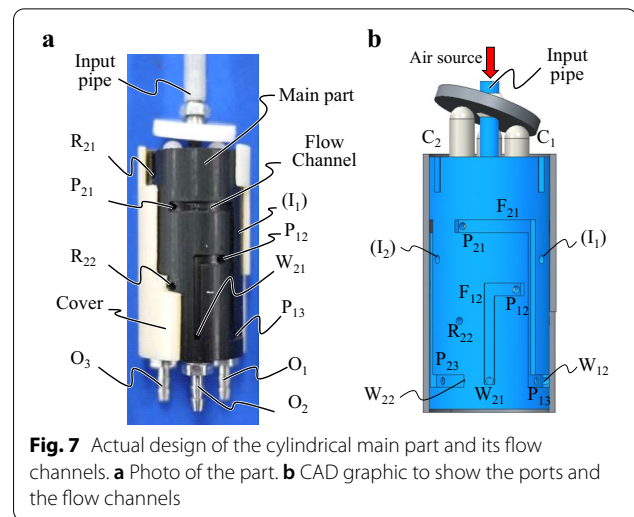 a
Input
pipe
Main part
R21
Flow
Channel
P21
(I1)
P12
R22
W21
Cover
P13
O3
O1
O2
b
Air source
Input
pipe
C2
C1
F21
P21
(I2)
(I1)
F12
P12
R22
P23
W12
W22
W21
P13
Fig. 7 Actual design of the cylindrical main part and its flow
channels. a Photo of the part. b CAD graphic to show the ports and
the flow channels